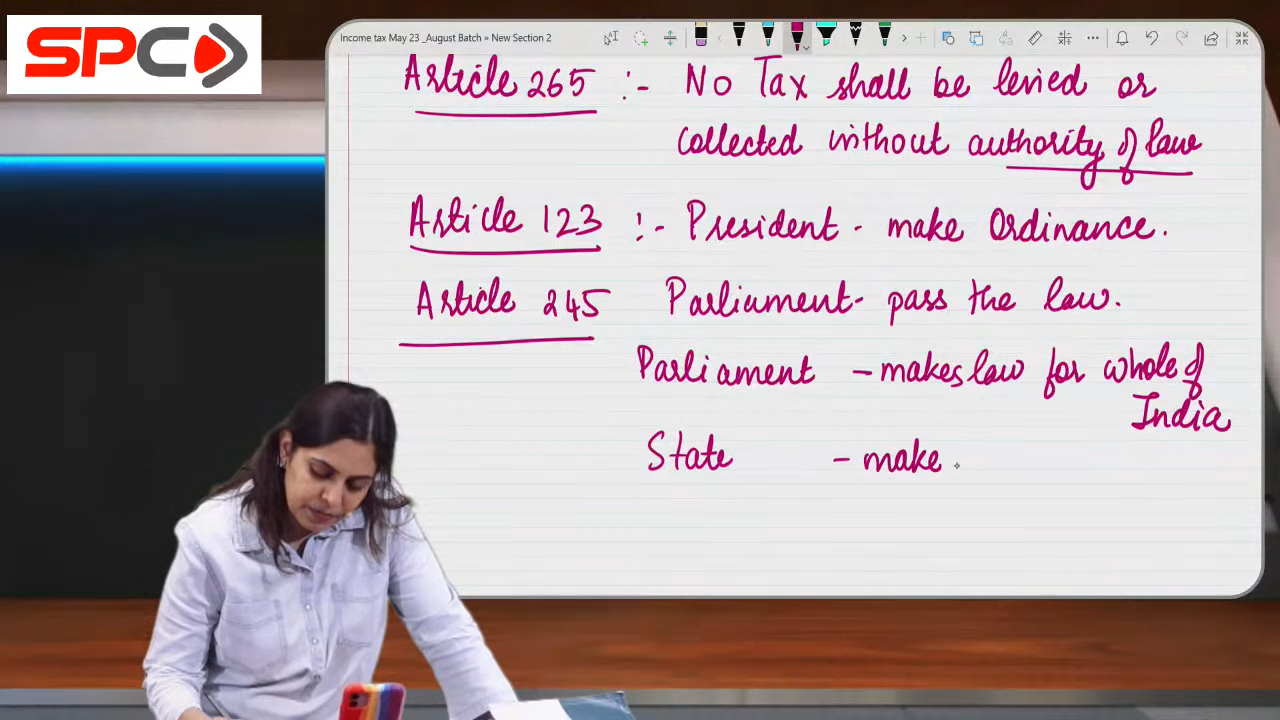 SPC
Income tax May 23 _August Batch » New Section 2
Article 265 :- No Tax shall be levied or
collected without authority of law
Article 123 :- President - make Ordinance.
Article 245 Parliament - pass the law.
Parliament - makes law for whole of
India
State - make